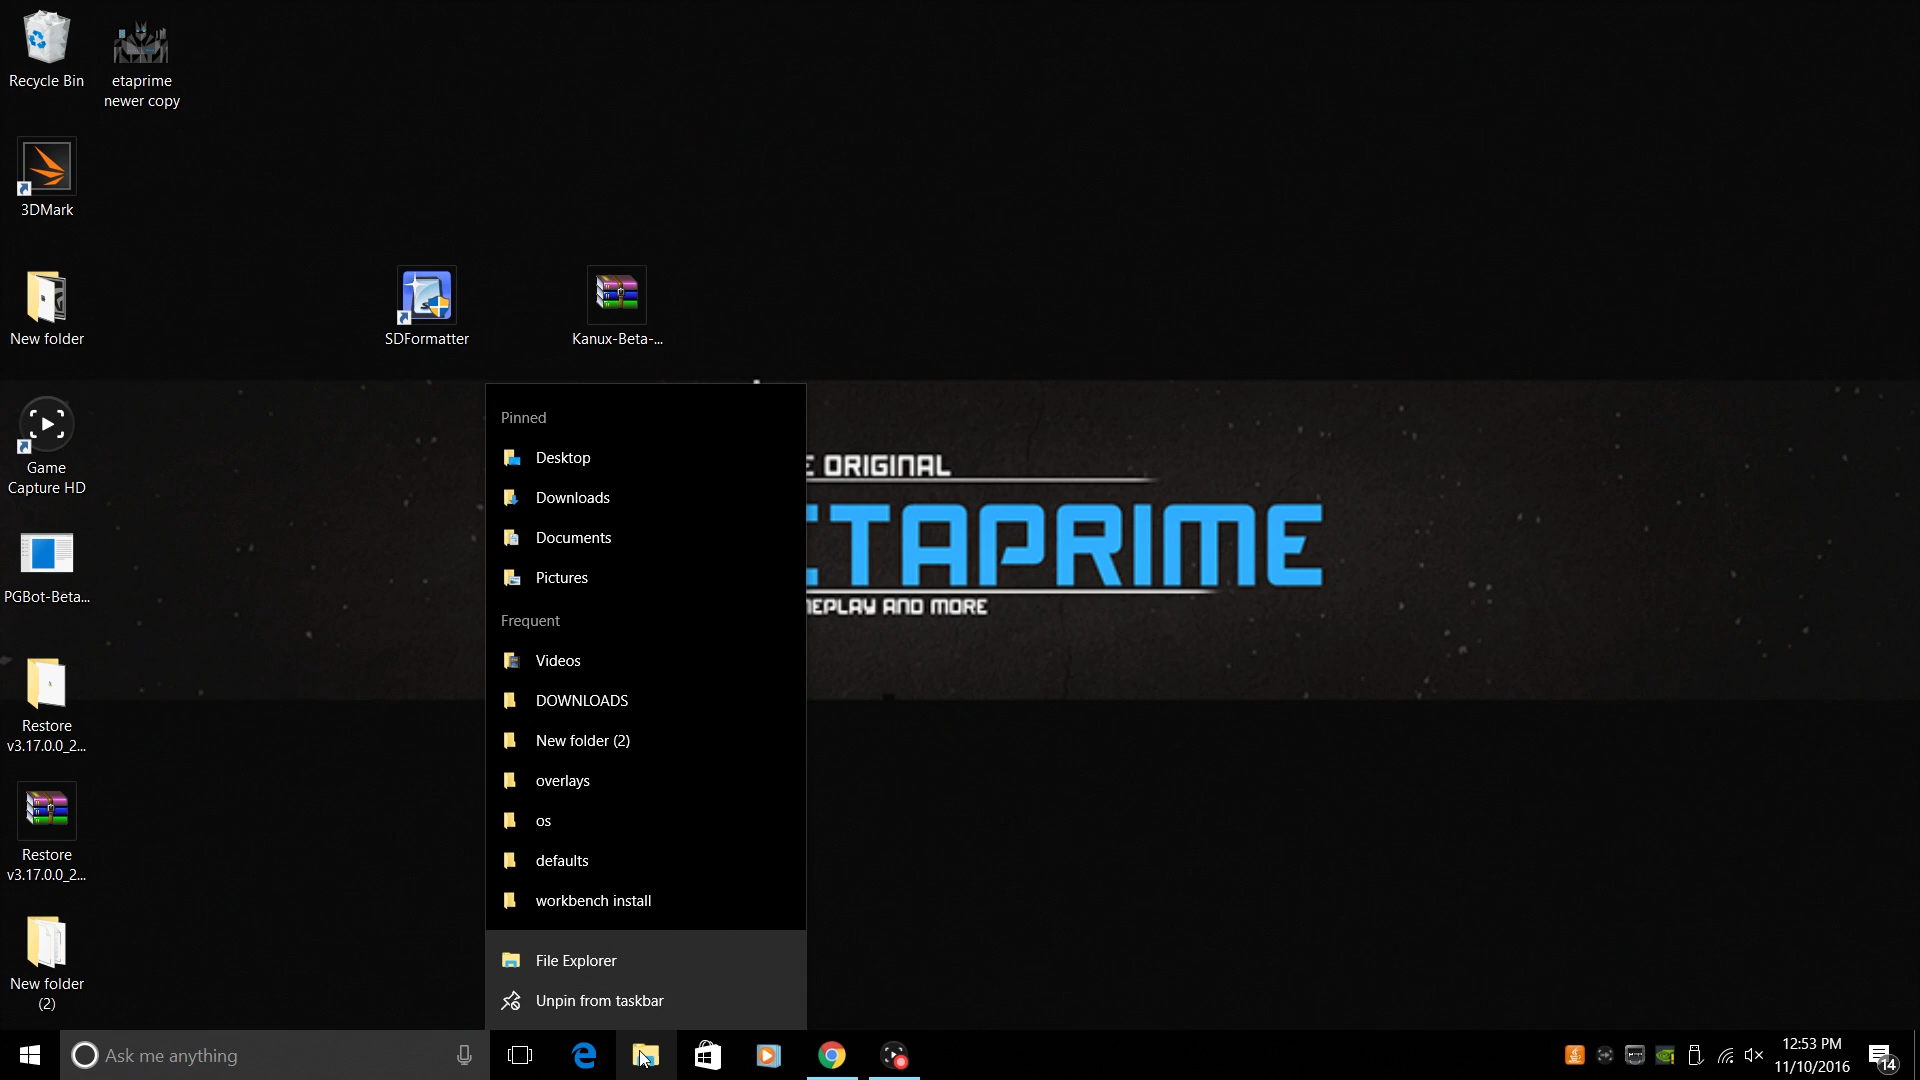 Recycle Bin
etaprime
newer copy
3DMark
New folder
SDFormatter
Kanux-Beta-...
Game
Capture HD
PGBot-Beta...
Restore
v3.17.0.0_2...
Restore
v3.17.0.0_2...
New folder
(2)
Pinned
Desktop
Downloads
Documents
Pictures
Frequent
Videos
DOWNLOADS
New folder (2)
overlays
os
defaults
workbench install
File Explorer
Unpin from taskbar
ORIGINAL
TAPRIME
AND MORE
Ask me anything
12:53 PM
11/10/2016
14